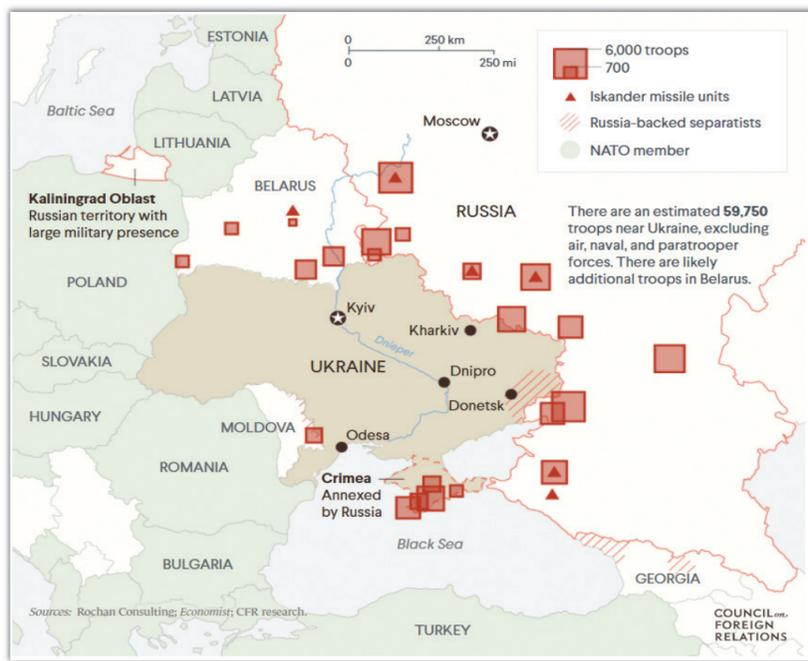 ESTONIA
0 250 km
0 250 mi
6,000 troops
700
Iskander missile units
Russia-backed separatists
NATO member
LATVIA
Baltic Sea
Moscow
LITHUANIA
BELARUS
Kaliningrad Oblast
Russian territory with
large military presence
RUSSIA
There are an estimated 59,750
troops near Ukraine, excluding
air, naval, and paratrooper
forces. There are likely
additional troops in Belarus.
POLAND
Kyiv
Kharkiv
Dnieper
SLOVAKIA
UKRAINE
Dnipro
Donetsk
HUNGARY
MOLDOVA
Odesa
ROMANIA
Crimea
Annexed
by Russia
Black Sea
BULGARIA
GEORGIA
Sources: Rochan Consulting; Economist; CFR research.
TURKEY
COUNCIL on
FOREIGN
RELATIONS